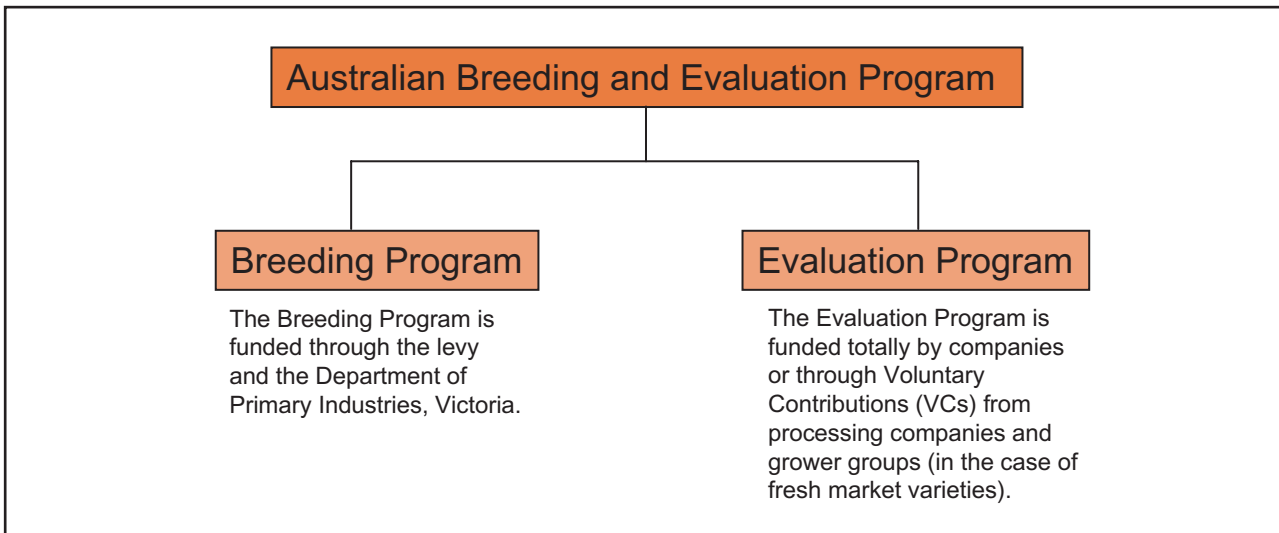 Australian Breeding and Evaluation Program
Breeding Program
The Breeding Program is
funded through the levy
and the Department of
Primary Industries, Victoria.
Evaluation Program
The Evaluation Program is
funded totally by companies
or through Voluntary
Contributions (VCs) from
processing companies and
grower groups (in the case of
fresh market varieties).